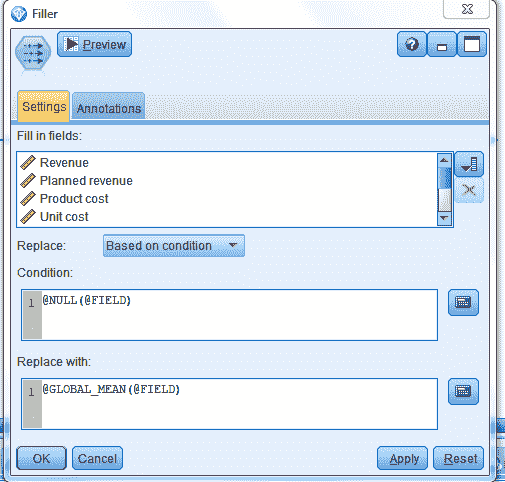 Filler
Preview
?
Settings
Annotations
Fill in fields:
Revenue
Planned revenue
Product cost
Unit cost
Replace:
Based on condition
Condition:
1 @NULL(@FIELD)
Replace with:
1 @GLOBAL_MEAN(@FIELD)
OK
Cancel
Apply
Reset